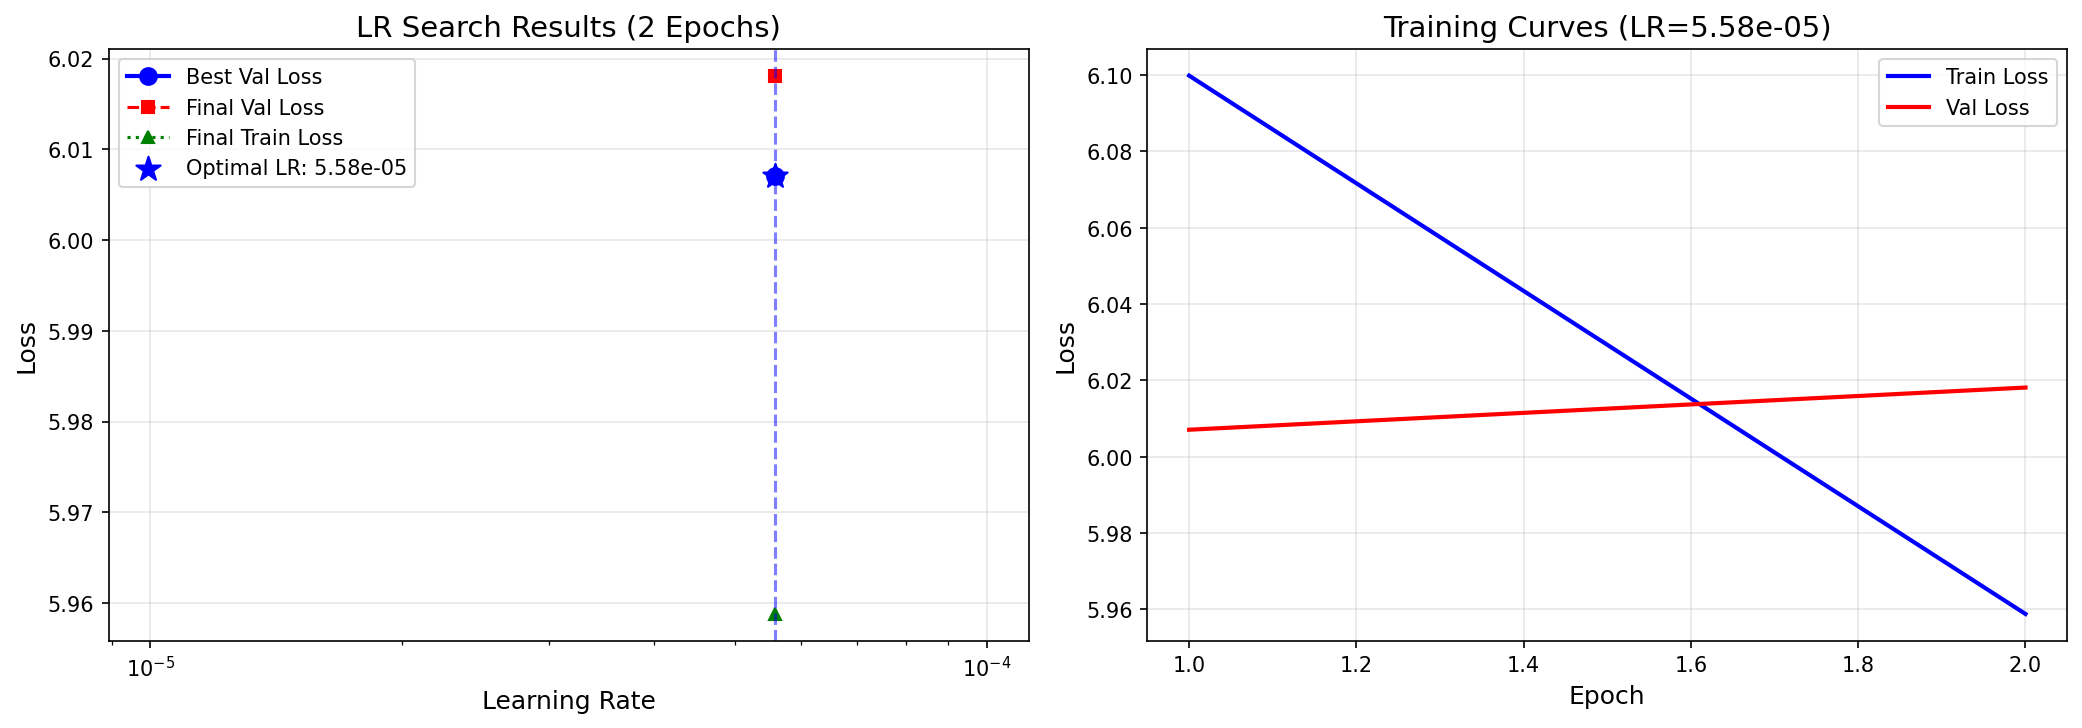 LR Search Results (2 Epochs)
Best Val Loss
Final Val Loss
Final Train Loss
Optimal LR: 5.58e-05
6.02
6.01
6.00
5.99
5.98
5.97
5.96
Loss
10⁻⁵
10⁻⁴
Learning Rate
Training Curves (LR=5.58e-05)
Train Loss
Val Loss
6.10
6.08
6.06
6.04
6.02
6.00
5.98
5.96
Loss
1.0
1.2
1.4
1.6
1.8
2.0
Epoch